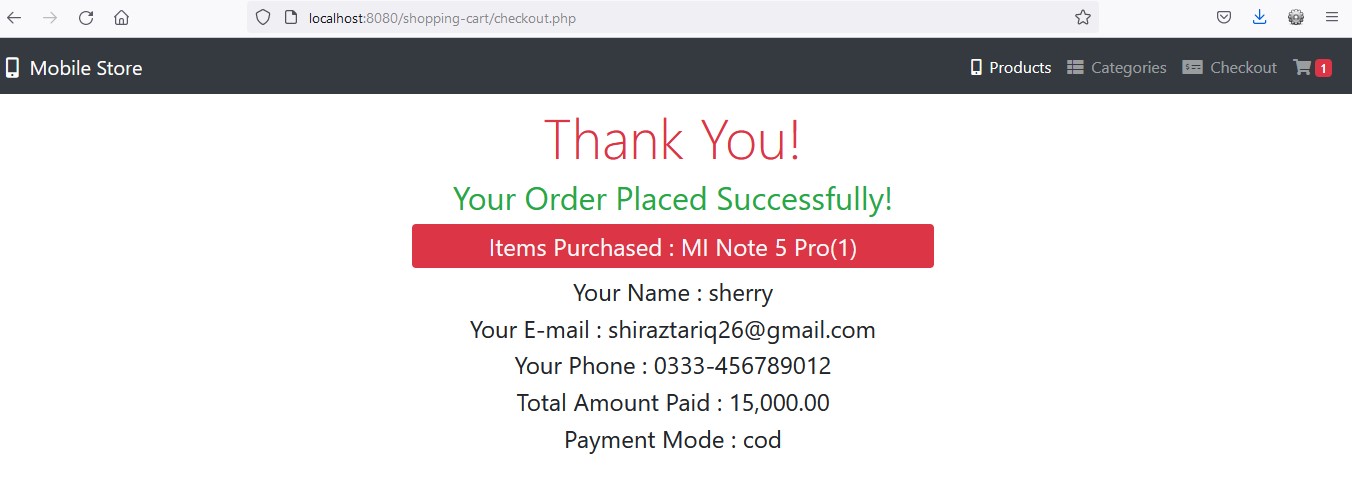 localhost:8080/shopping-cart/checkout.php
Mobile Store
Products
Categories
Checkout
1
Thank You!
Your Order Placed Successfully!
Items Purchased : MI Note 5 Pro(1)
Your Name : sherry
Your E-mail : shiraztariq26@gmail.com
Your Phone : 0333-456789012
Total Amount Paid : 15,000.00
Payment Mode : cod